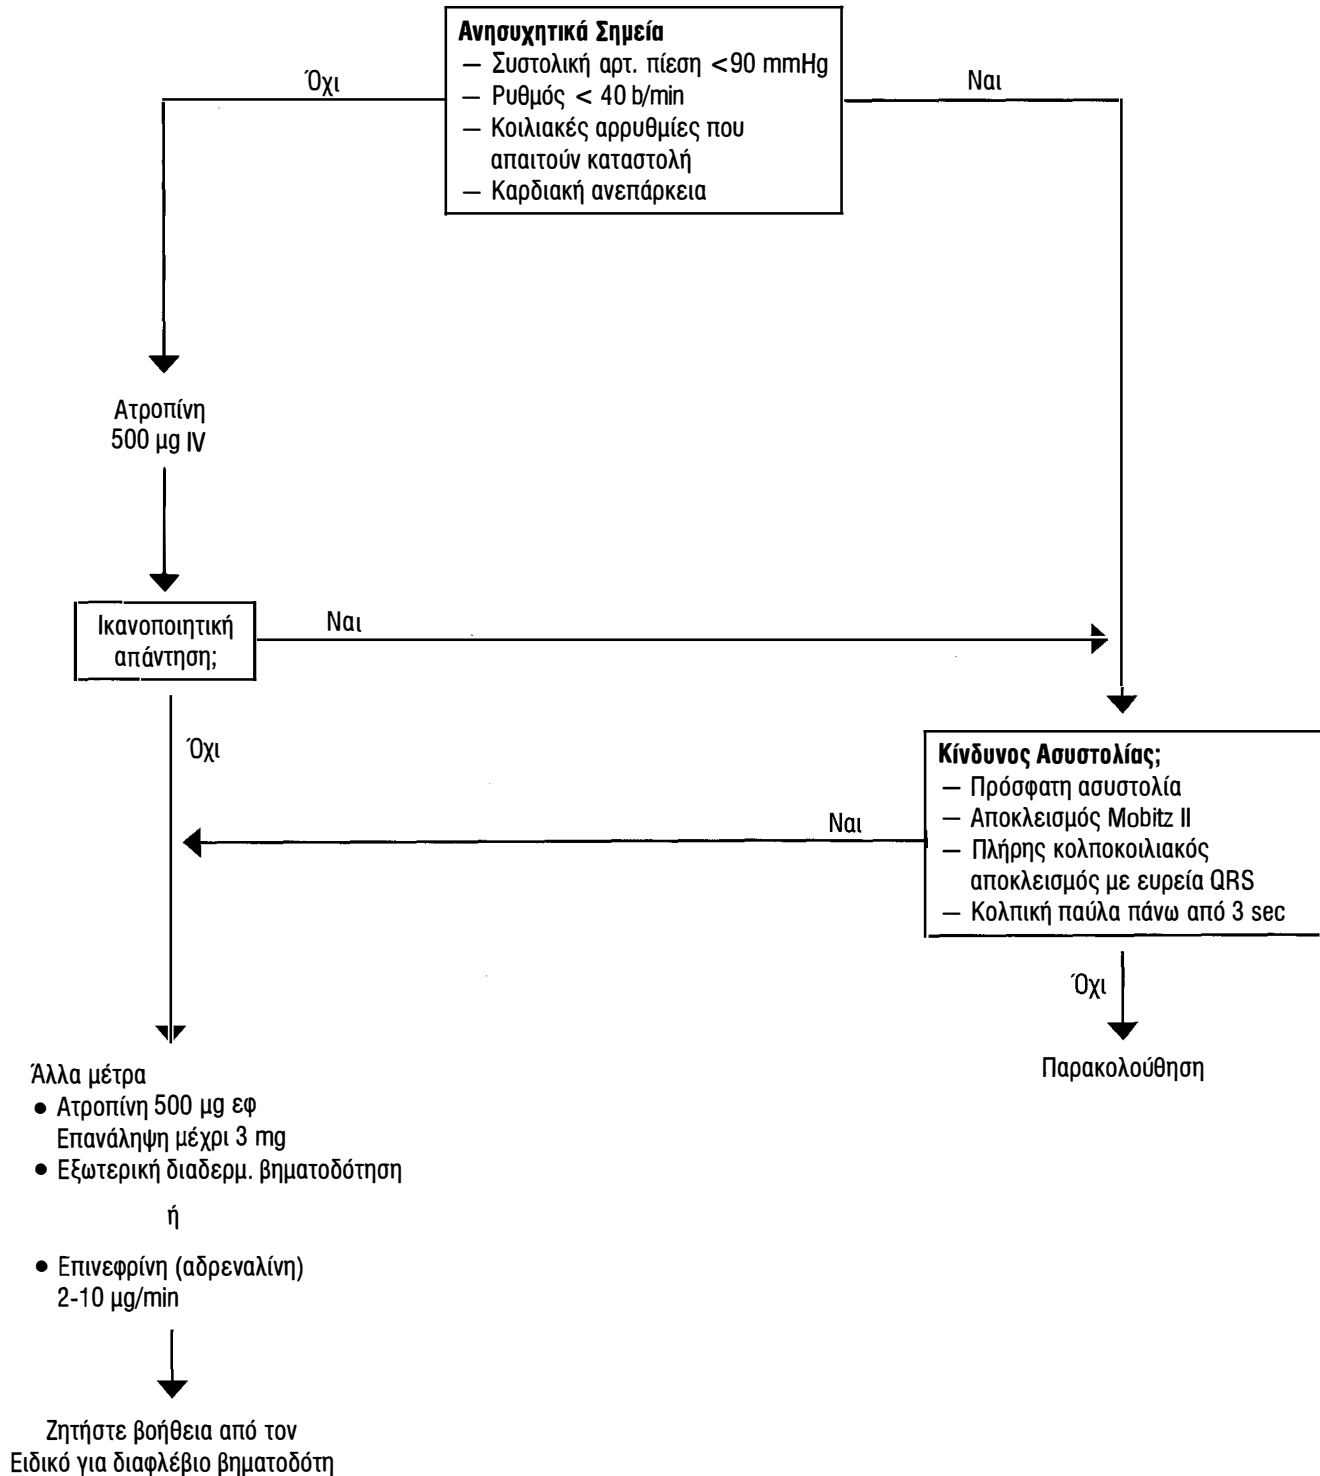 Ανησυχητικά Σημεία
— Συστολική αρτ. πίεση <90 mmHg
— Ρυθμός < 40 b/min
— Κοιλιακές αρρυθμίες που
απαιτούν καταστολή
— Καρδιακή ανεπάρκεια
Όχι
Ναι
Ατροπίνη
500 μg IV
Ικανοποιητική
απάντηση;
Ναι
Όχι
Κίνδυνος Ασυστολίας;
— Πρόσφατη ασυστολία
— Αποκλεισμός Mobitz II
— Πλήρης κολποκοιλιακός
αποκλεισμός με ευρεία QRS
— Κολπική παύλα πάνω από 3 sec
Ναι
Όχι
Παρακολούθηση
Άλλα μέτρα
● Ατροπίνη 500 μg εφ
Επανάληψη μέχρι 3 mg
● Εξωτερική διαδερμ. βηματοδότηση
ή
● Επινεφρίνη (αδρεναλίνη)
2-10 μg/min
Ζητήστε βοήθεια από τον
Ειδικό για διαφλέβιο βηματοδότη